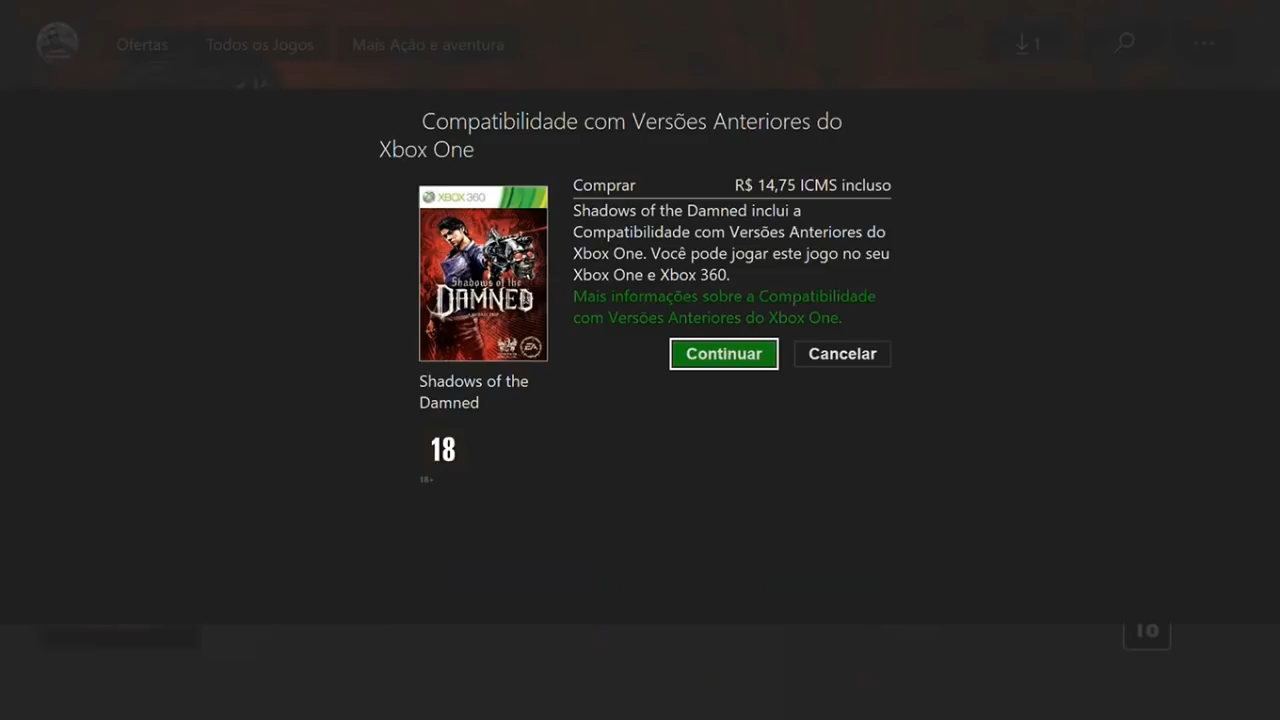 Ofertas
Todos os Jogos
Mais Ação e aventura
1
Compatibilidade com Versões Anteriores do
Xbox One
Comprar
R$ 14,75 ICMS incluso
XBOX 360
Shadows of the
DAMNED
EA
Shadows of the Damned inclui a
Compatibilidade com Versões Anteriores do
Xbox One. Você pode jogar este jogo no seu
Xbox One e Xbox 360.
Mais informações sobre a Compatibilidade
com Versões Anteriores do Xbox One.
Continuar
Cancelar
Shadows of the
Damned
18
18+